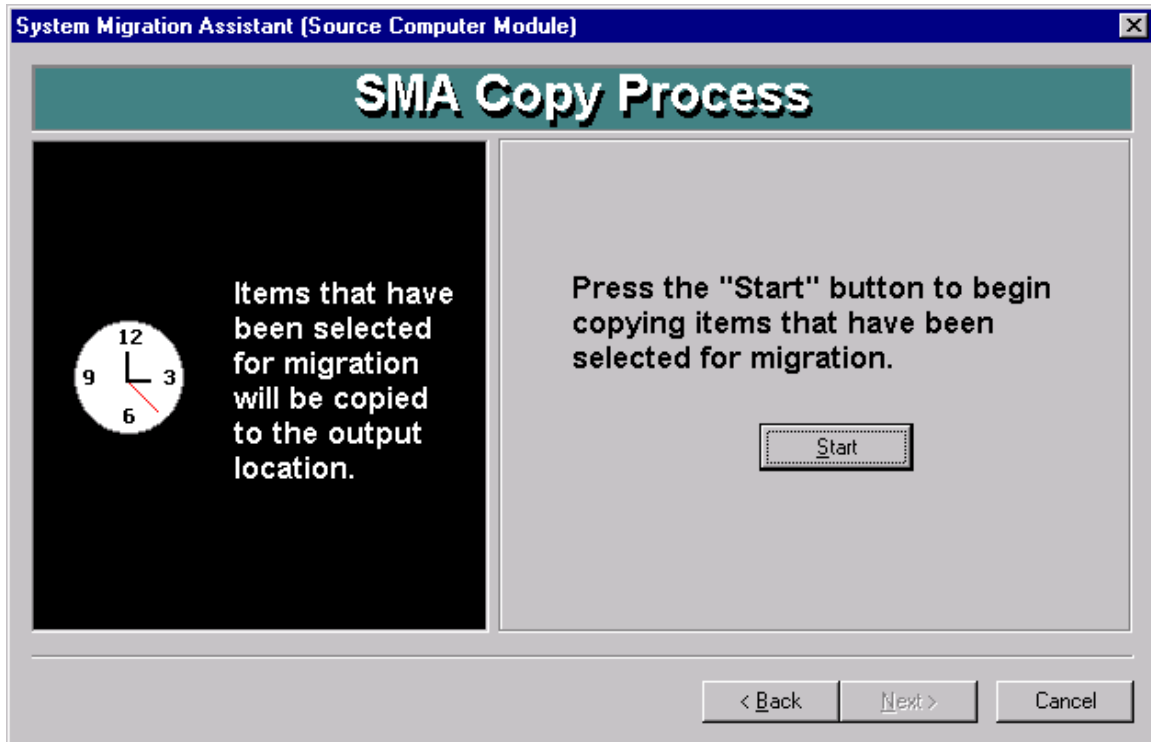 System Migration Assistant (Source Computer Module)
SMA Copy Process
12
9
3
6
Items that have
been selected
for migration
will be copied
to the output
location.
Press the "Start" button to begin
copying items that have been
selected for migration.
Start
< Back
Next >
Cancel